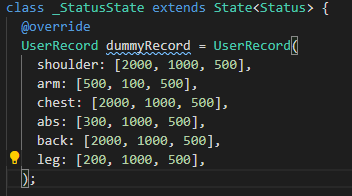 class _StatusState extends State<Status> {
  @override
  UserRecord dummyRecord = UserRecord(
    shoulder: [2000, 1000, 500],
    arm: [500, 100, 500],
    chest: [2000, 1000, 500],
    abs: [300, 1000, 500],
    back: [2000, 1000, 500],
    leg: [200, 1000, 500],
  );